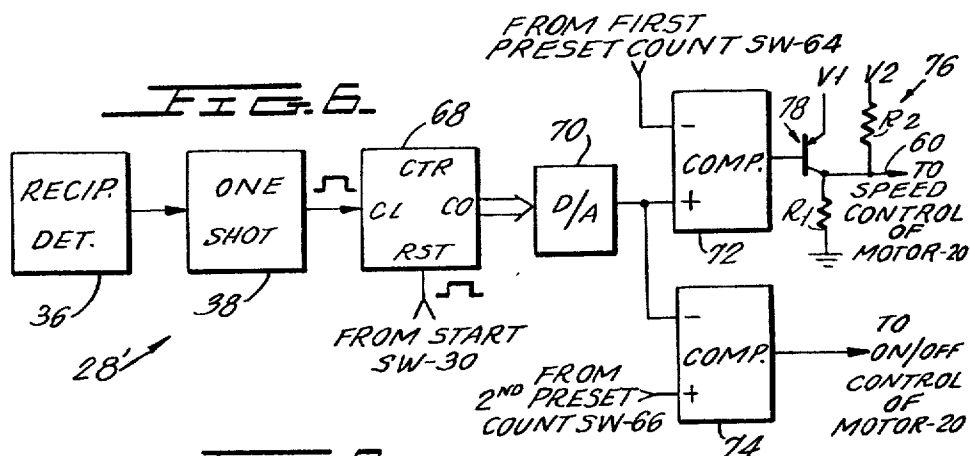 FROM FIRST
PRESET COUNT SW-64
FIG. 6.
68
70
78
V1
V2
76
RECIP.
DET.
ONE
SHOT
CTR
CL
CO
RST
D/A
-
COMP.
+
R2
60
TO
SPEED
CONTROL
OF
MOTOR-20
R1
36
38
72
28'
FROM START
SW-30
-
COMP.
+
FROM
2ND PRESET
COUNT SW-66
74
TO
ON/OFF
CONTROL
OF
MOTOR-20